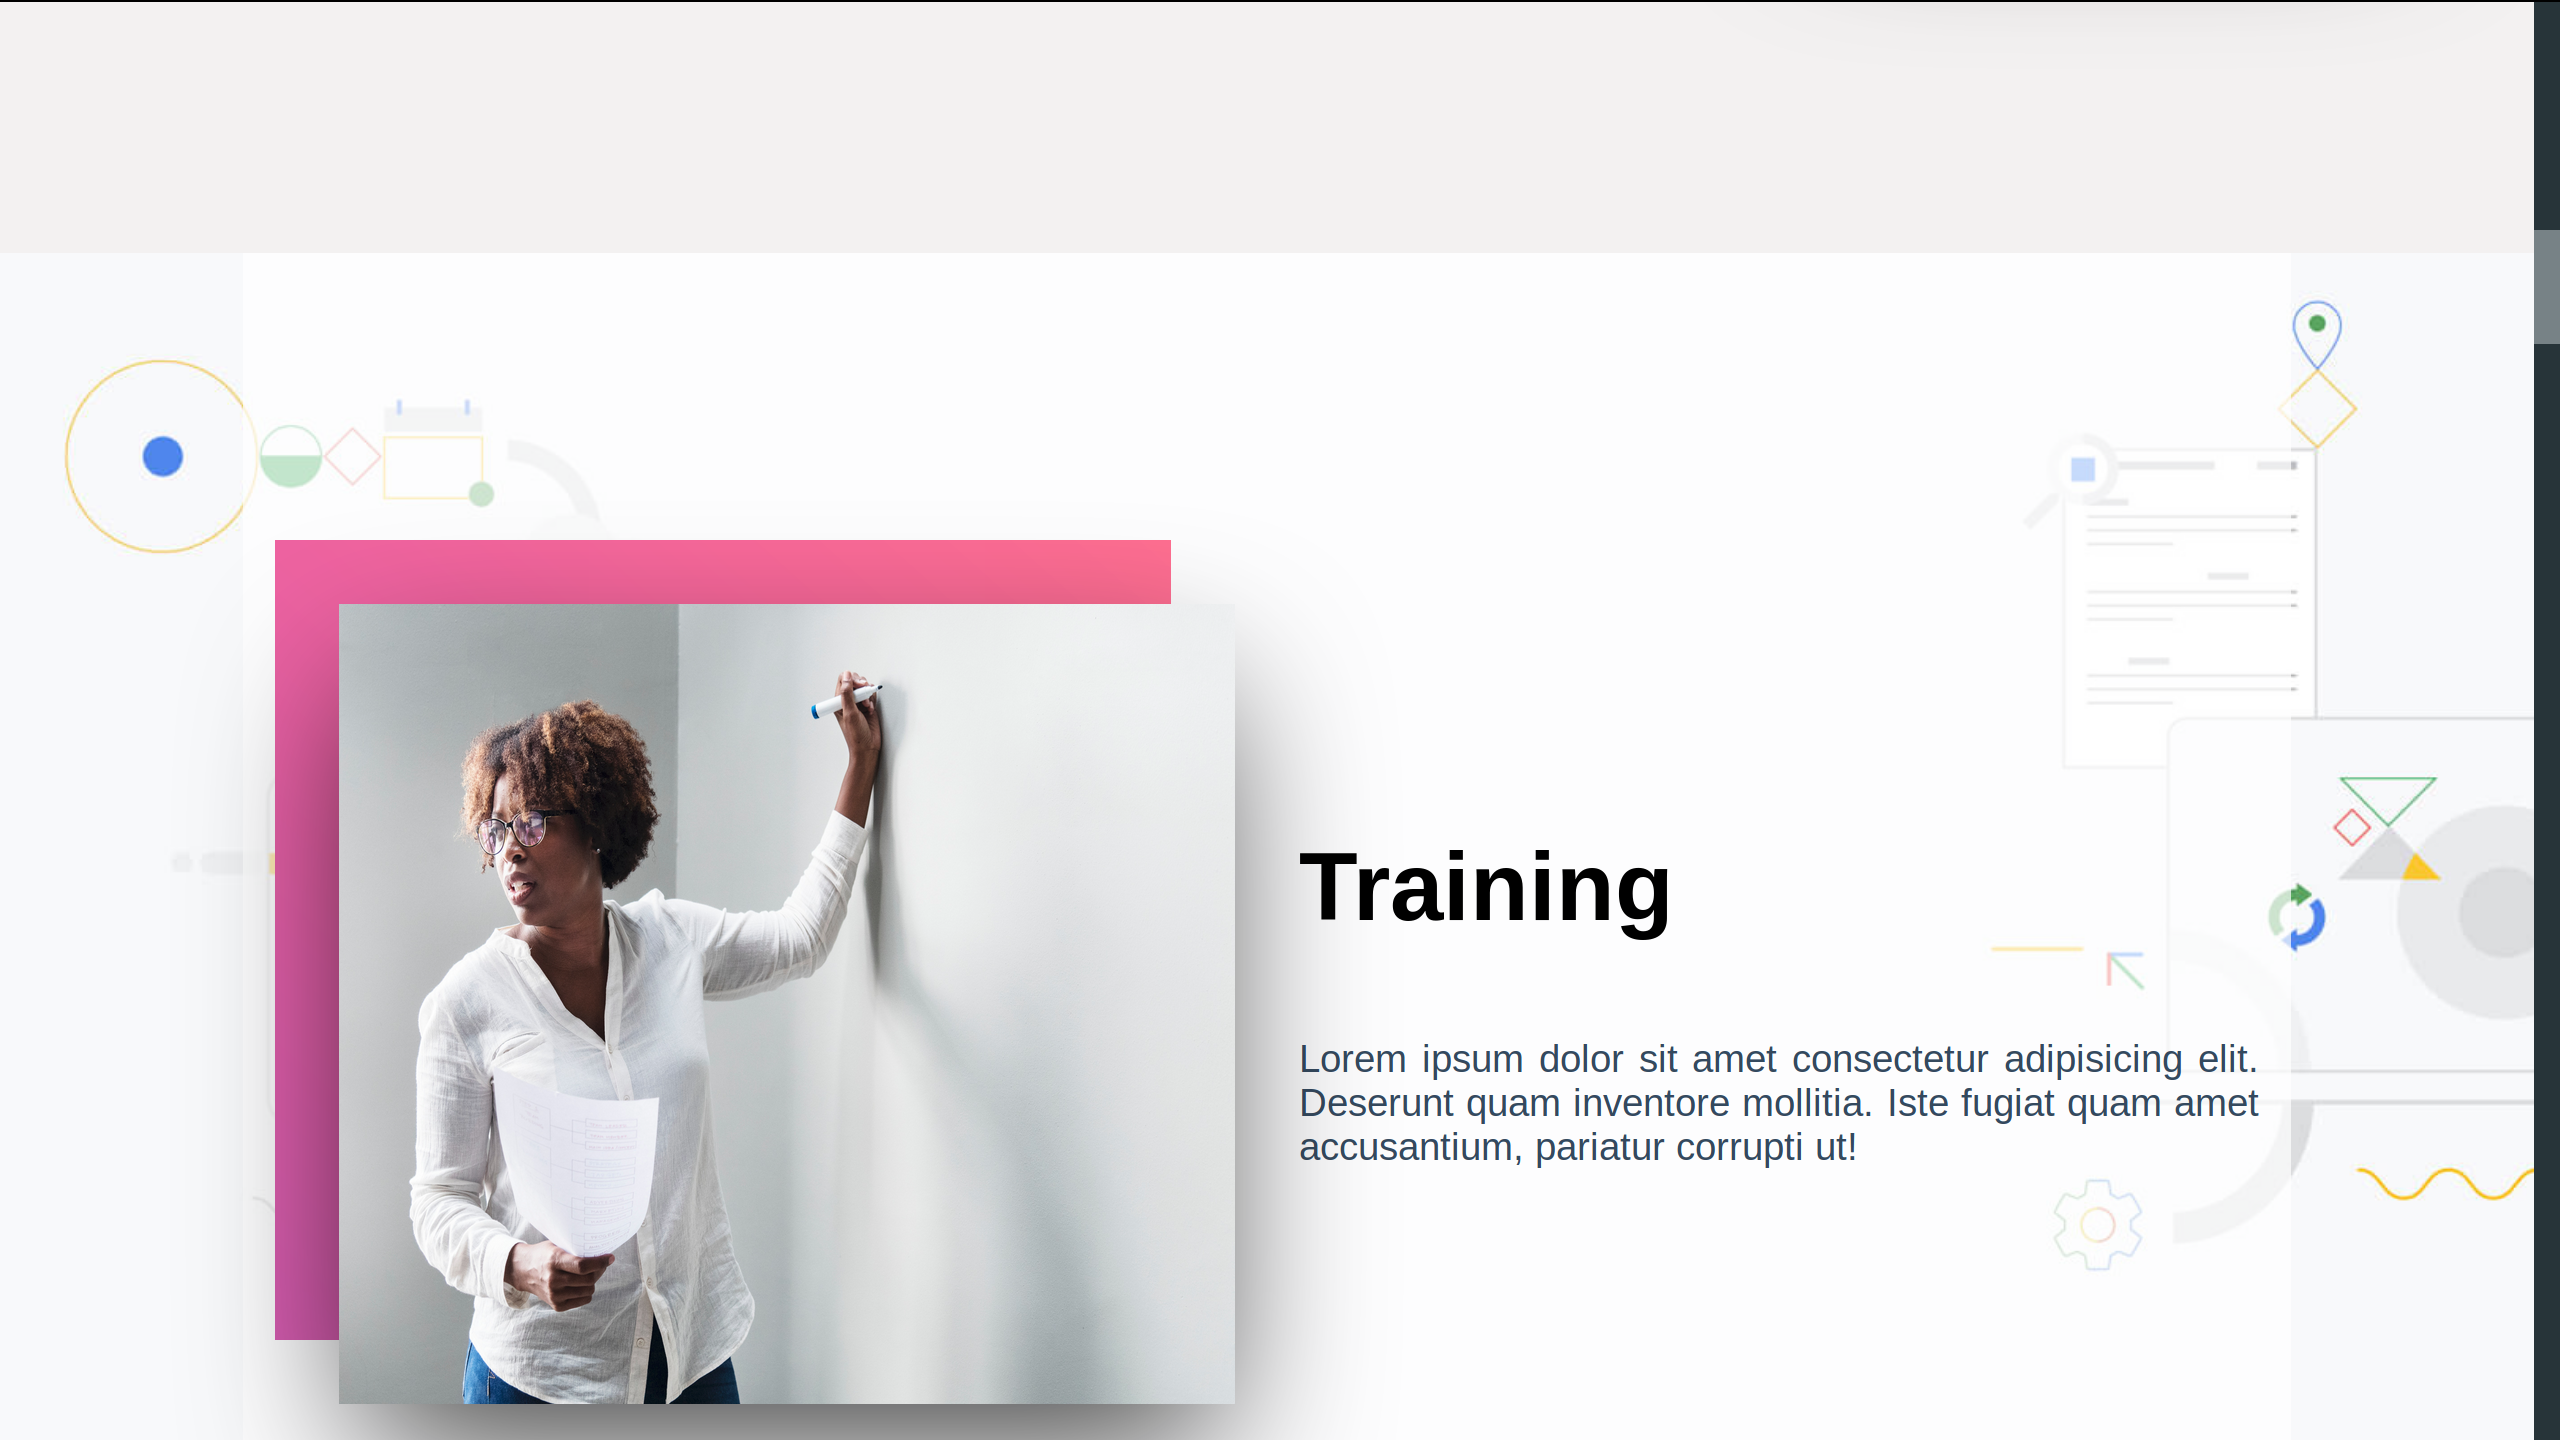 Training
Lorem ipsum dolor sit amet consectetur adipisicing elit.
Deserunt quam inventore mollitia. Iste fugiat quam amet
accusantium, pariatur corrupti ut!